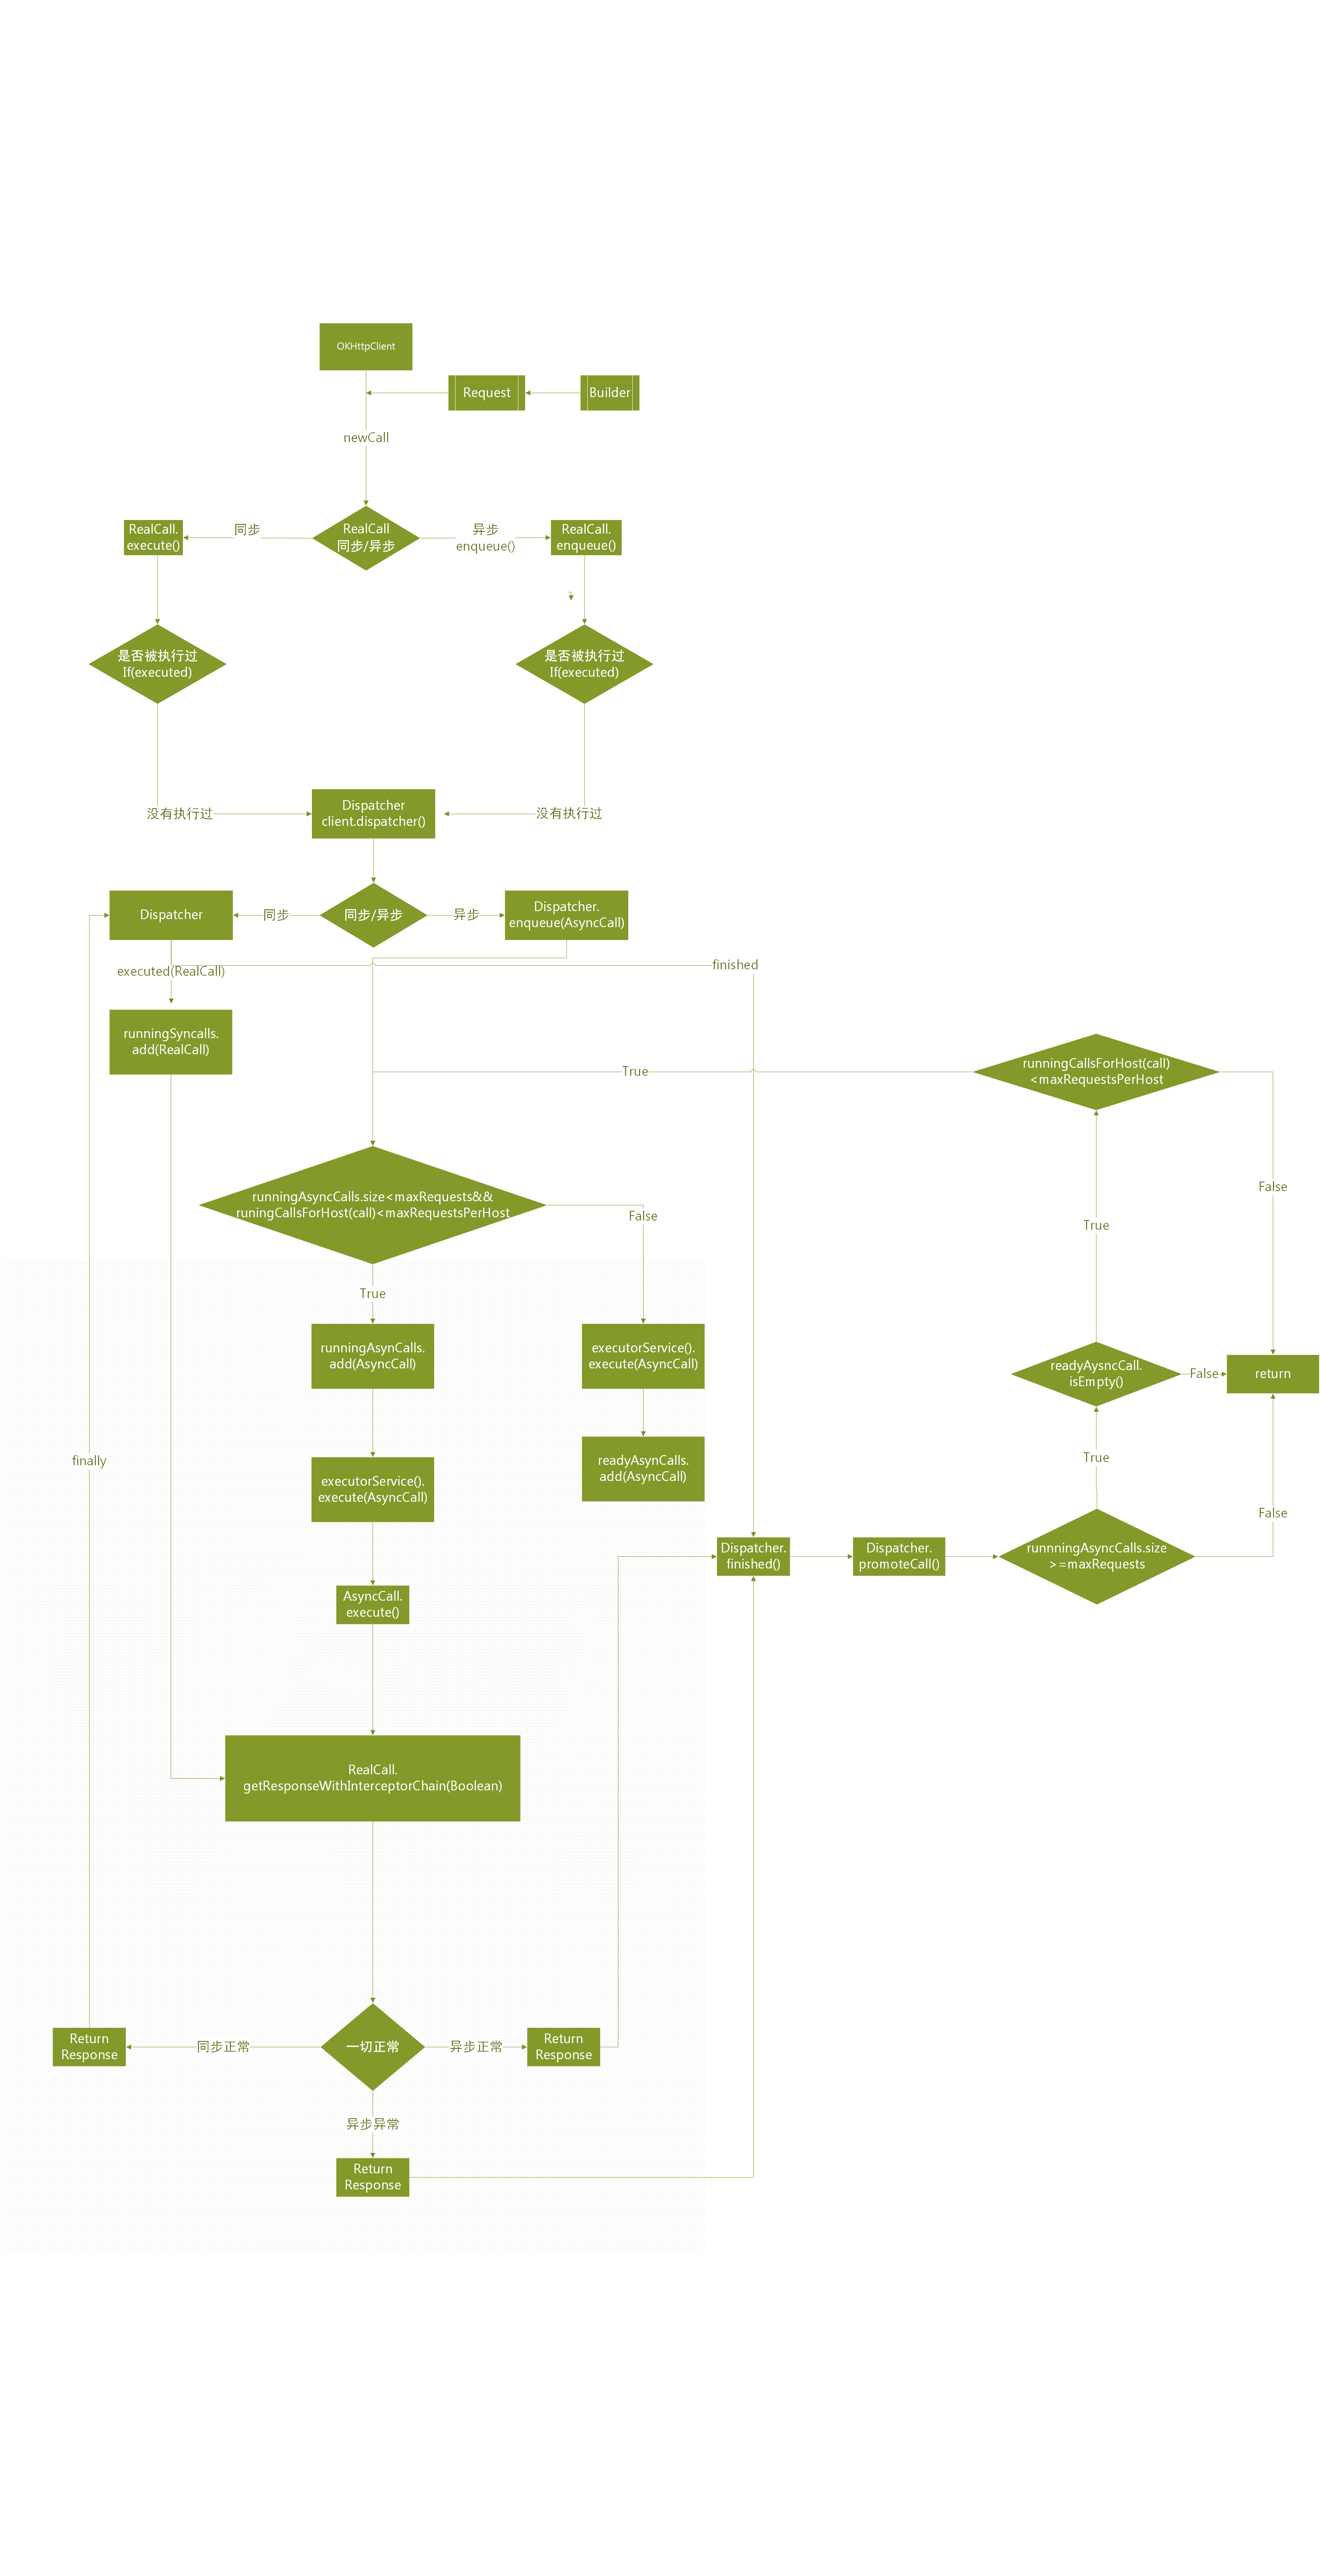 OKHttpClient
Request
Builder
newCall
RealCall.
execute()
同步
RealCall
同步/异步
异步
enqueue()
RealCall.
enqueue()
是否被执行过
If(executed)
是否被执行过
If(executed)
没有执行过
Dispatcher
client.dispatcher()
没有执行过
Dispatcher
同步
同步/异步
异步
Dispatcher.
enqueue(AsyncCall)
executed(RealCall)
finished
runningSyncalls.
add(RealCall)
True
runningCallsForHost(call)
<maxRequestsPerHost
runningAsyncCalls.size<maxRequests&&
runingCallsForHost(call)<maxRequestsPerHost
False
False
True
True
runningAsynCalls.
add(AsyncCall)
executorService().
execute(AsyncCall)
readyAysncCall.
isEmpty()
False
return
finally
readyAsynCalls.
add(AsyncCall)
True
executorService().
execute(AsyncCall)
False
Dispatcher.
finished()
Dispatcher.
promoteCall()
runnningAsyncCalls.size
>=maxRequests
AsyncCall.
execute()
RealCall.
getResponseWithInterceptorChain(Boolean)
Return
Response
同步正常
一切正常
异步正常
Return
Response
异步异常
Return
Response